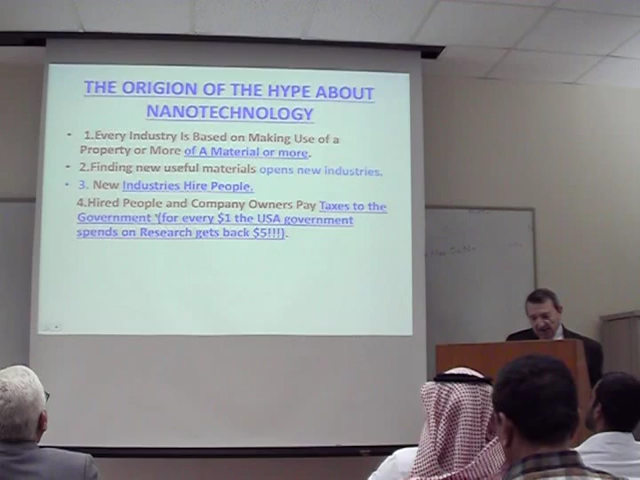 THE ORIGION OF THE HYPE ABOUT
NANOTECHNOLOGY
• 1.Every Industry Is Based on Making Use of a
Property or More of A Material or more.
• 2.Finding new useful materials opens new industries.
• 3. New Industries Hire People.
4.Hired People and Company Owners Pay Taxes to the
Government '(for every $1 the USA government
spends on Research gets back $5!!!).